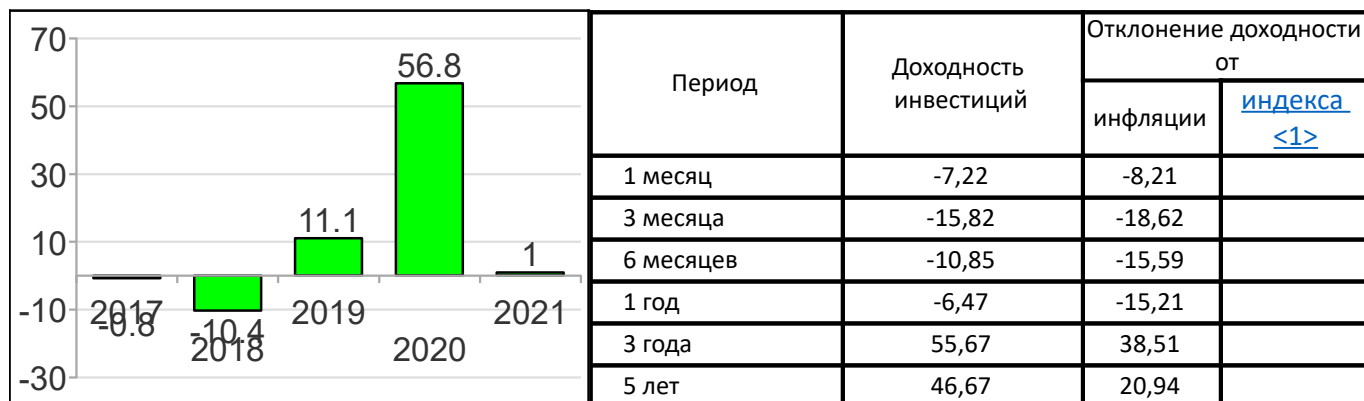 70
50
30
10
-10
-30
56.8
11.1
1
-0.8
-10.4
2017
2018
2019
2020
2021
Период
Доходность
инвестиций
Отклонение доходности
от
инфляции
индекса
<1>
1 месяц -7,22 -8,21
3 месяца -15,82 -18,62
6 месяцев -10,85 -15,59
1 год -6,47 -15,21
3 года 55,67 38,51
5 лет 46,67 20,94